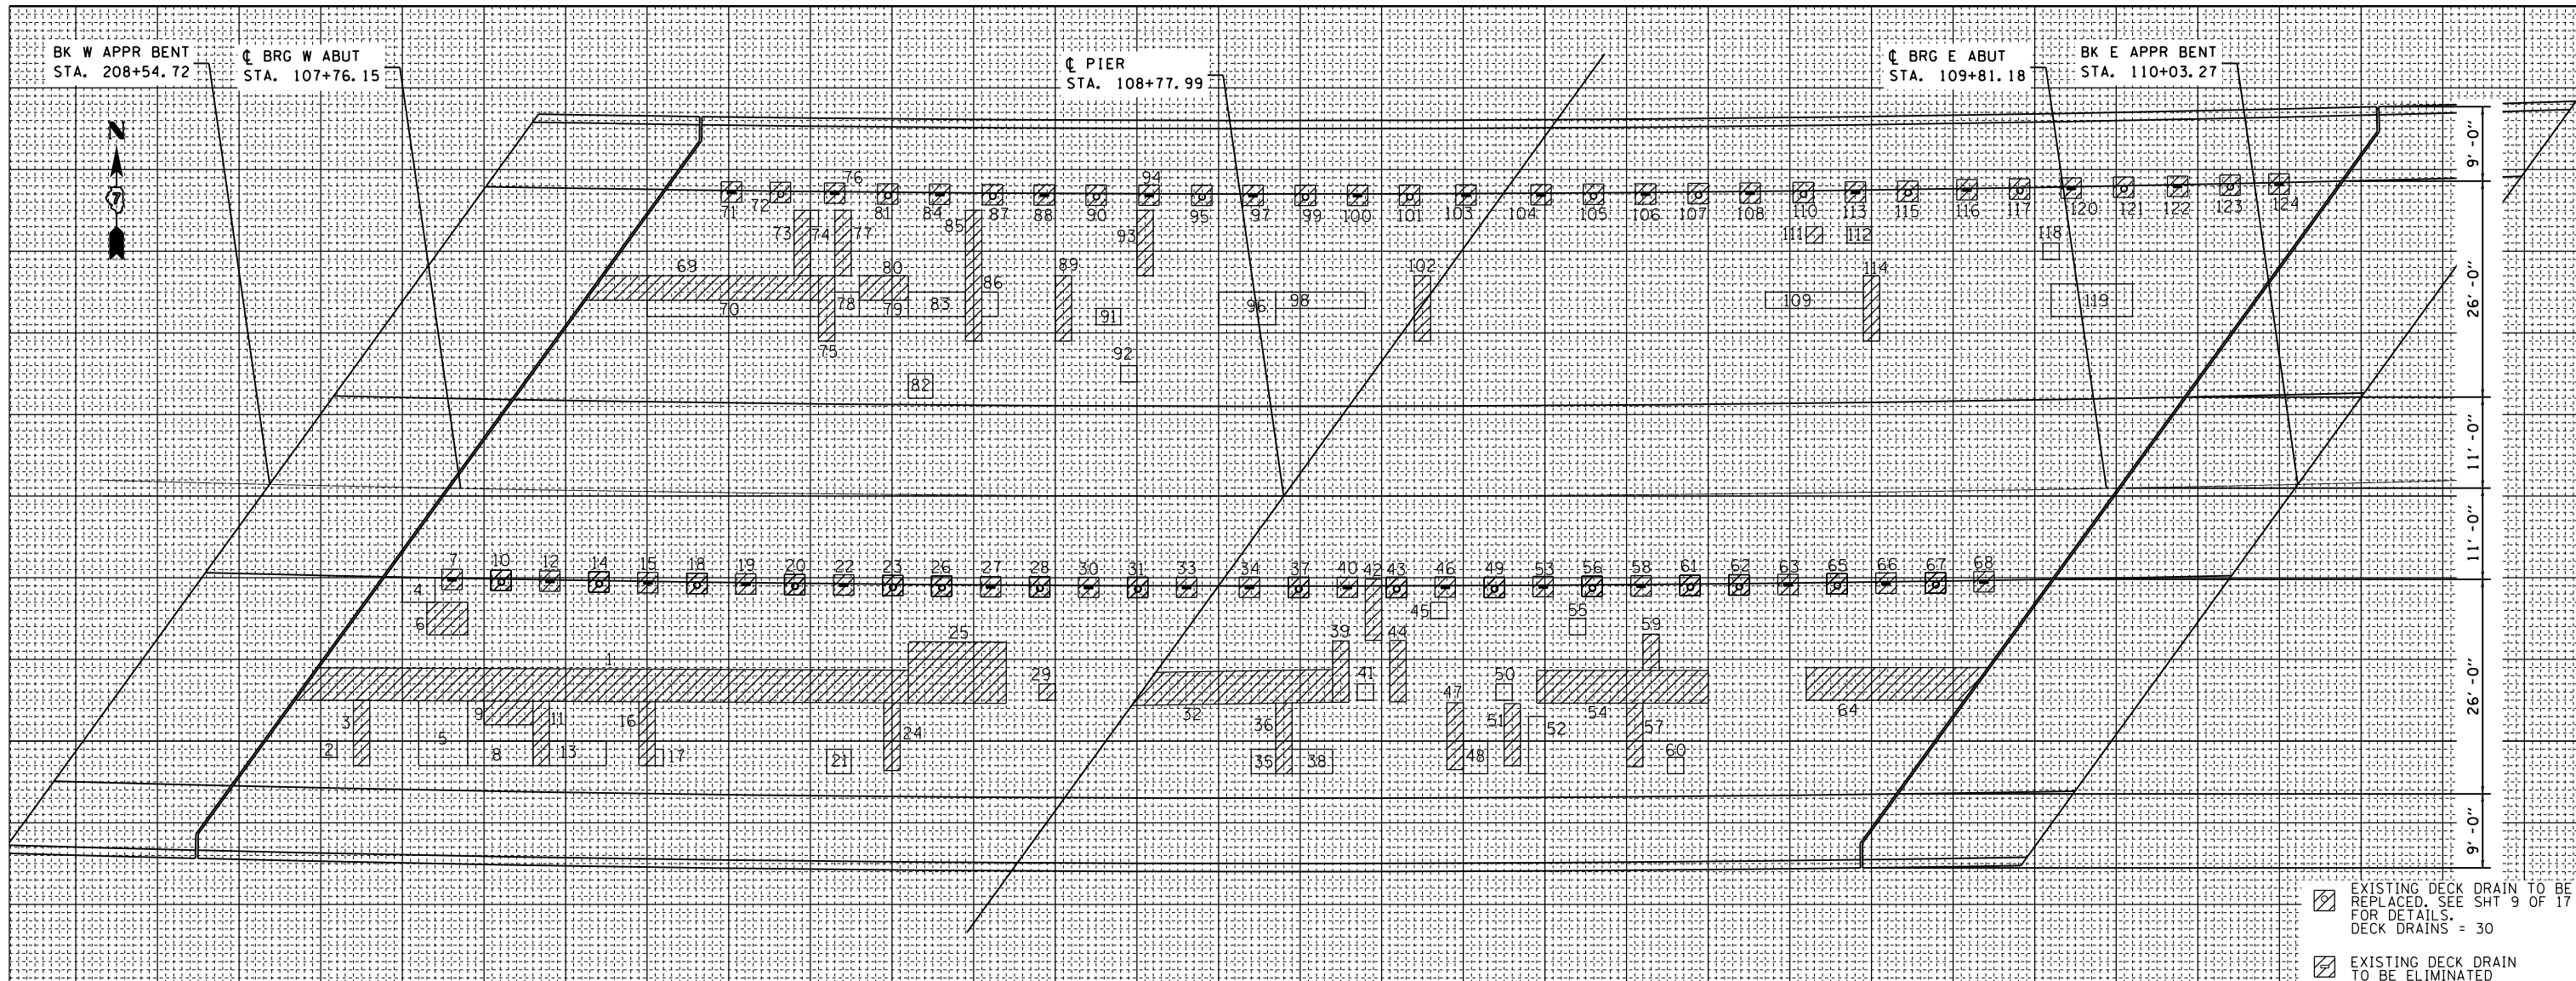 BK W APPR BENT
STA. 208+54.72
℄ BRG W ABUT
STA. 107+76.15
℄ PIER
STA. 108+77.99
℄ BRG E ABUT
STA. 109+81.18
BK E APPR BENT
STA. 110+03.27
N
9'-0"
76 94
71 72 81 84 87 88 90 95 97 99 100 101 103 104 105 106 107 108 110 113 115 116 117 120 121 122 123 124
73 74 77 85 93 111 112 118
69 80 89 102 114
86
70 78 79 83 91 96 98 109 119
26'-0"
75 92
82
11'-0"
11'-0"
7 10 12 14 15 18 19 20 22 23 26 27 28 30 31 33 34 37 40 42 43 46 49 53 56 58 61 62 63 65 66 67 68
4
6 45 55
25 39 44 59
1
29 41 50
47
9 11 16 32 51 54 64
3 36 52 57
5 24
26'-0"
2 8 13 17 21 35 38 48 60
9'-0"
EXISTING DECK DRAIN TO BE
REPLACED. SEE SHT 9 OF 17
FOR DETAILS.
DECK DRAINS = 30
EXISTING DECK DRAIN
TO BE ELIMINATED